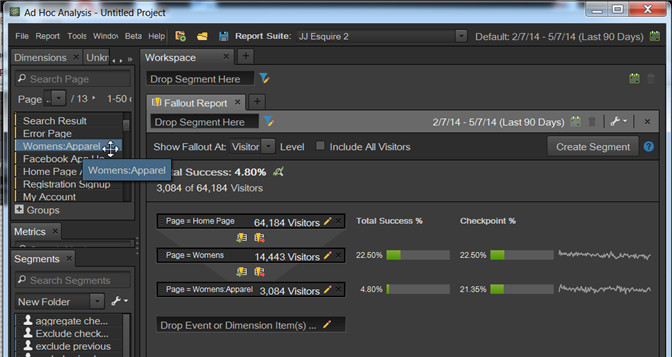 Ad Hoc Analysis - Untitled Project
File Report Tools Window Beta Help Report Suite: JJ Esquire 2 Default: 2/7/14 - 5/7/14 (Last 90 Days)
Dimensions × Unkr
Workspace
Search Page
Drop Segment Here
Page ... / 13 1-50
Fallout Report ×
Drop Segment Here
2/7/14 - 5/7/14 (Last 90 Days)
Search Result
Error Page
Womens:Apparel
Facebook App
Home Page
Registration Signup
My Account
Womens:Apparel
Groups
Show Fallout At: Visitor Level Include All Visitors Create Segment
Total Success: 4.80%
3,084 of 64,184 Visitors
Page = Home Page 64,184 Visitors Total Success % Checkpoint %
Page = Womens 14,443 Visitors 22.50% 22.50%
Page = Womens:Apparel 3,084 Visitors 4.80% 21.35%
Drop Event or Dimension Item(s) ...
Metrics ×
Segments ×
Search Segments
New Folder
aggregate che...
Exclude check...
exclude previous